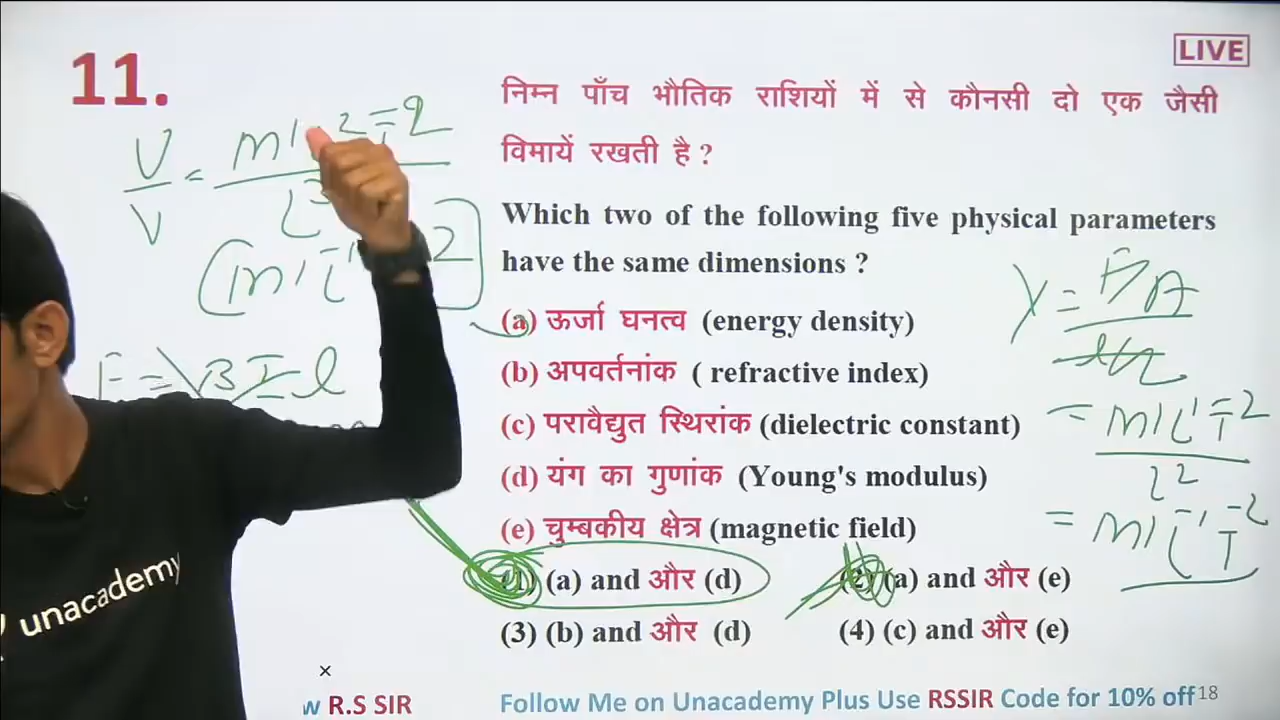 LIVE
11.
निम्न पाँच भौतिक राशियों में से कौनसी दो एक जैसी
विमायें रखती है ?
Which two of the following five physical parameters
have the same dimensions ?
(a) ऊर्जा घनत्व (energy density)
(b) अपवर्तनांक ( refractive index)
(c) परावैद्युत स्थिरांक (dielectric constant)
(d) यंग का गुणांक (Young's modulus)
(e) चुम्बकीय क्षेत्र (magnetic field)
(1) (a) and और (d) (2) (a) and और (e)
(3) (b) and और (d) (4) (c) and और (e)
F = BIl
Y = F/A
unacademy
R.S SIR
Follow Me on Unacademy Plus Use RSSIR Code for 10% off 18